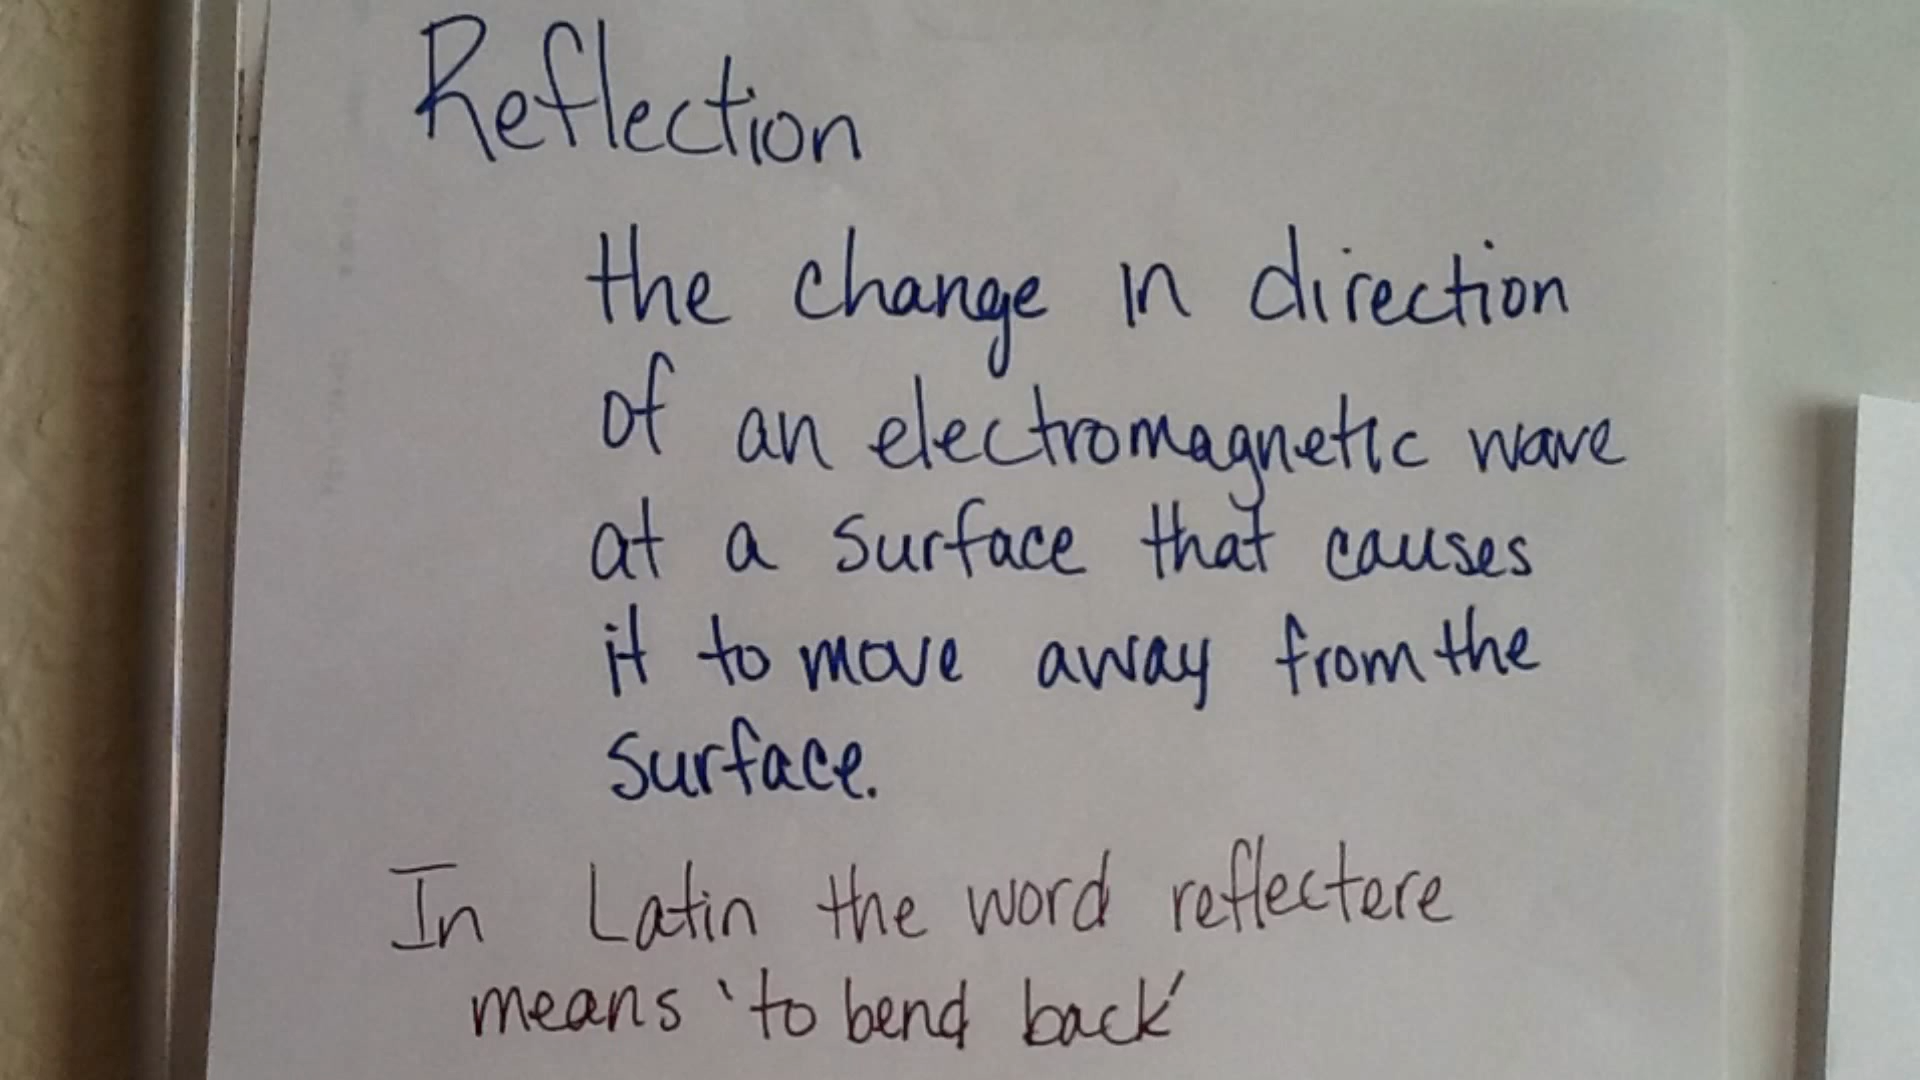 Reflection
the change in direction
of an electromagnetic wave
at a surface that causes
it to move away from the
surface.
In Latin the word reflectere
means 'to bend back'